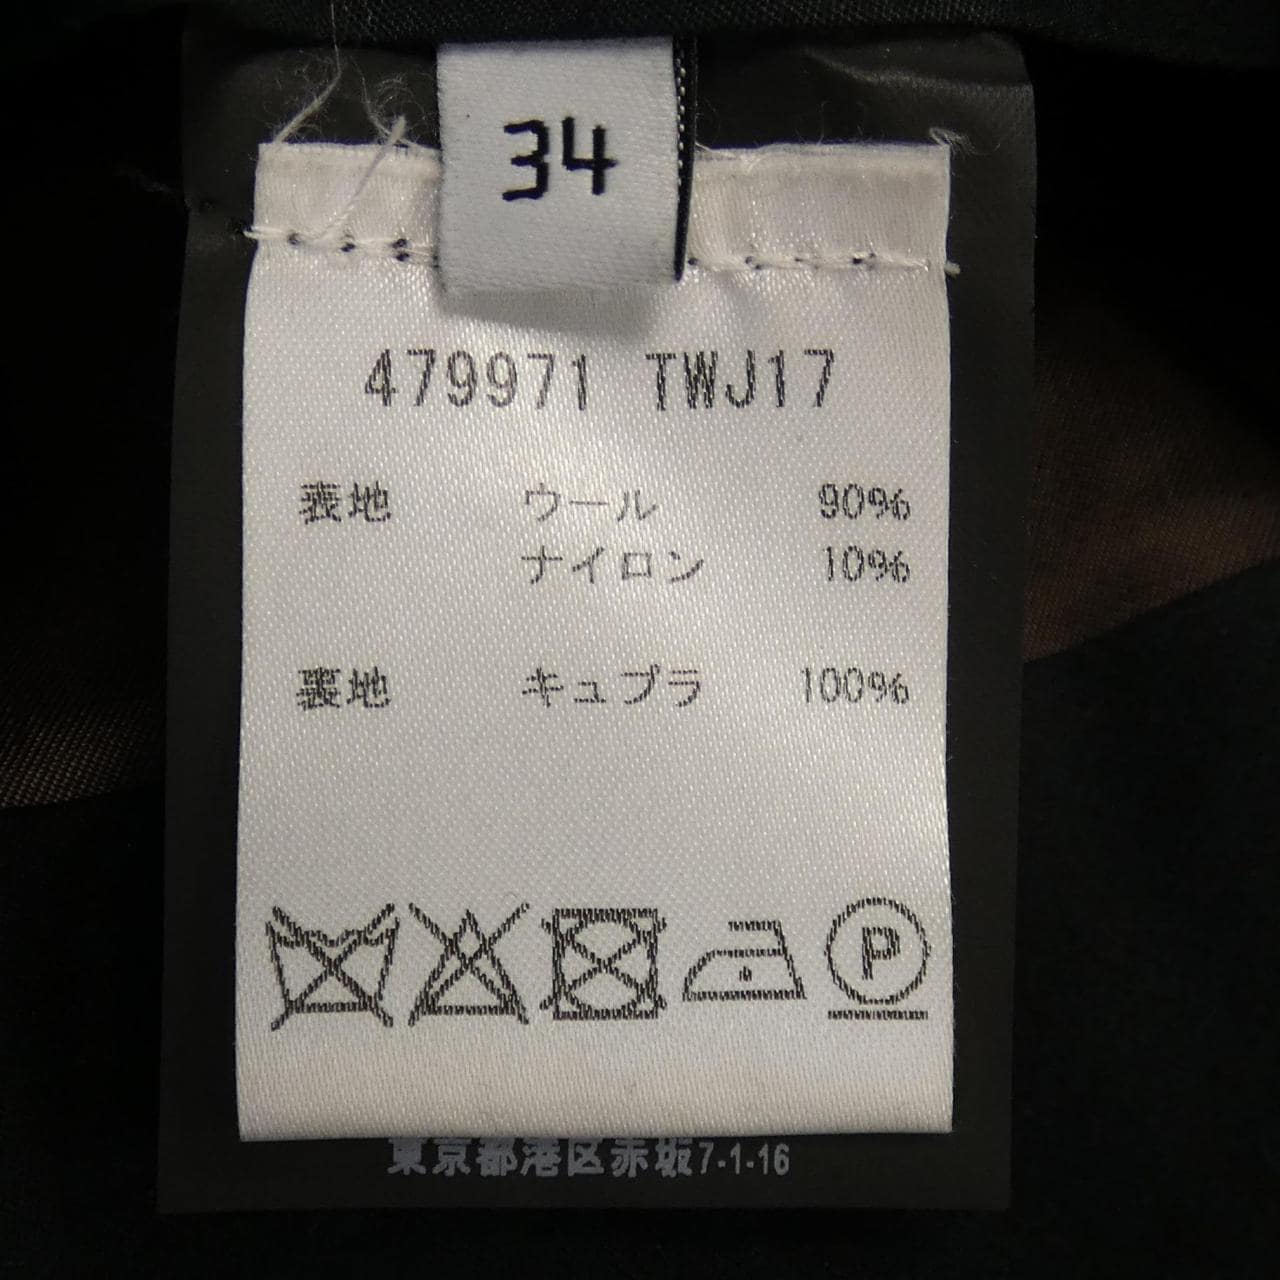 34
479971 TWJ17
表地 ウール 90%
ナイロン 10%
裏地 キュプラ 100%
P
東京都港区赤坂7-1-16